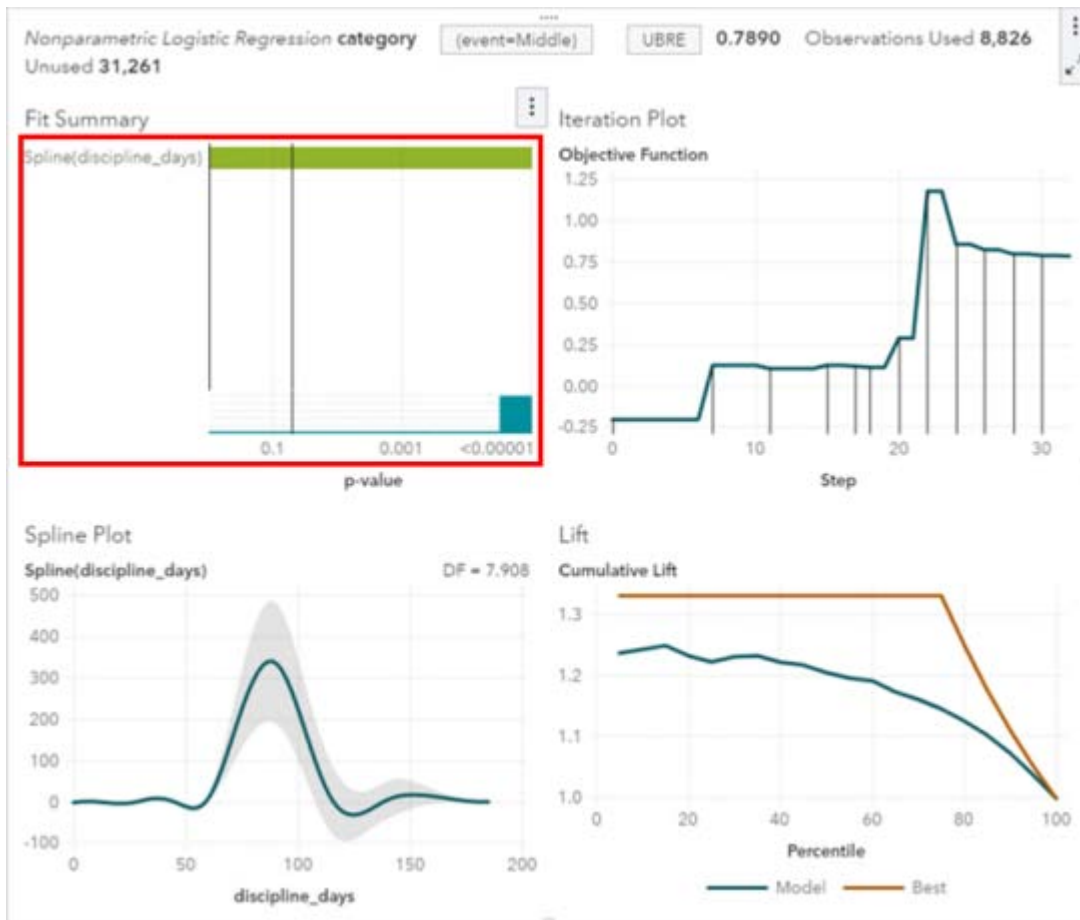 Nonparametric Logistic Regression category (event=Middle) UBRE 0.7890 Observations Used 8,826
Unused 31,261
Fit Summary
Spline(discipline_days)
0.1 0.001 <0.00001
p-value
Iteration Plot
Objective Function
1.25
1.00
0.75
0.50
0.25
0.00
-0.25
0 10 20 30
Step
Spline Plot
Spline(discipline_days) DF = 7.908
500
400
300
200
100
0
-100
0 50 100 150 200
discipline_days
Lift
Cumulative Lift
1.3
1.2
1.1
1.0
0 20 40 60 80 100
Percentile
Model Best